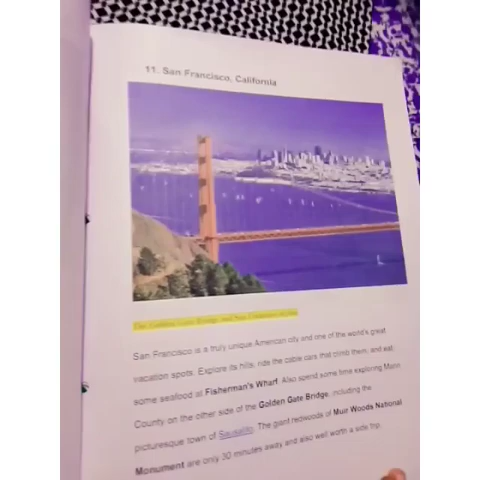 11. San Francisco, California
The Golden Gate Bridge and San Francisco
San Francisco is a truly unique American city and one of the world's great
vacation spots. Explore its hills, ride the cable cars that climb them, and eat
some seafood at Fisherman's Wharf. Also spend some time exploring Marin
County on the other side of the Golden Gate Bridge, including the
picturesque town of Sausalito. The giant redwoods of Muir Woods National
Monument are only 30 minutes away and also well worth a side trip.